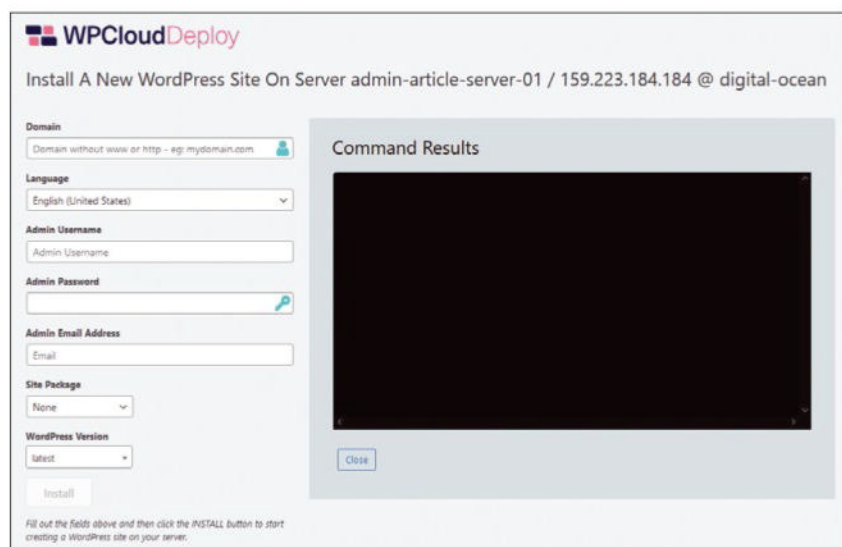 WPCloudDeploy
Install A New WordPress Site On Server admin-article-server-01 / 159.223.184.184 @ digital-ocean
Domain
Domain without www or http - eg: mydomain.com
Language
English (United States)
Admin Username
Admin Username
Admin Password
Admin Email Address
Email
Site Package
None
WordPress Version
latest
Install
Fill out the fields above and then click the INSTALL button to start
creating a WordPress site on your server.
Command Results
Close